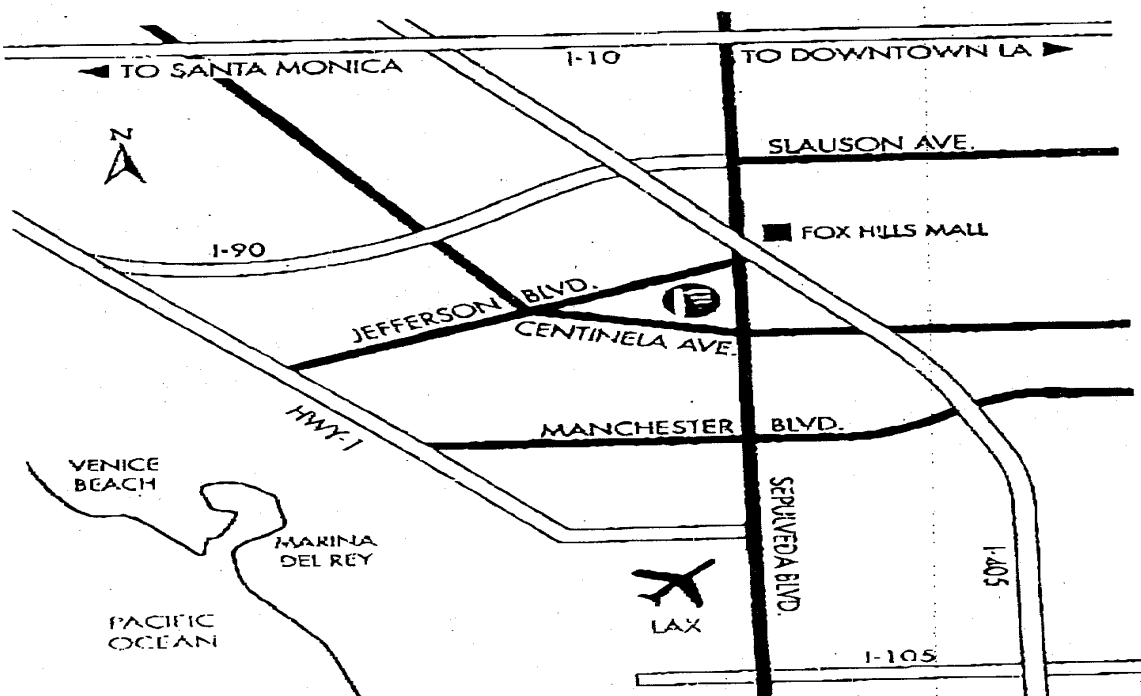 I-10
TO SANTA MONICA
TO DOWNTOWN LA
N
SLAUSON AVE.
FOX HILLS MALL
I-90
JEFFERSON BLVD.
CENTINELA AVE.
HWY-1
MANCHESTER BLVD.
VENICE
BEACH
SEPULVEDA BLVD.
MARINA
DEL REY
I-405
LAX
PACIFIC
OCEAN
I-105